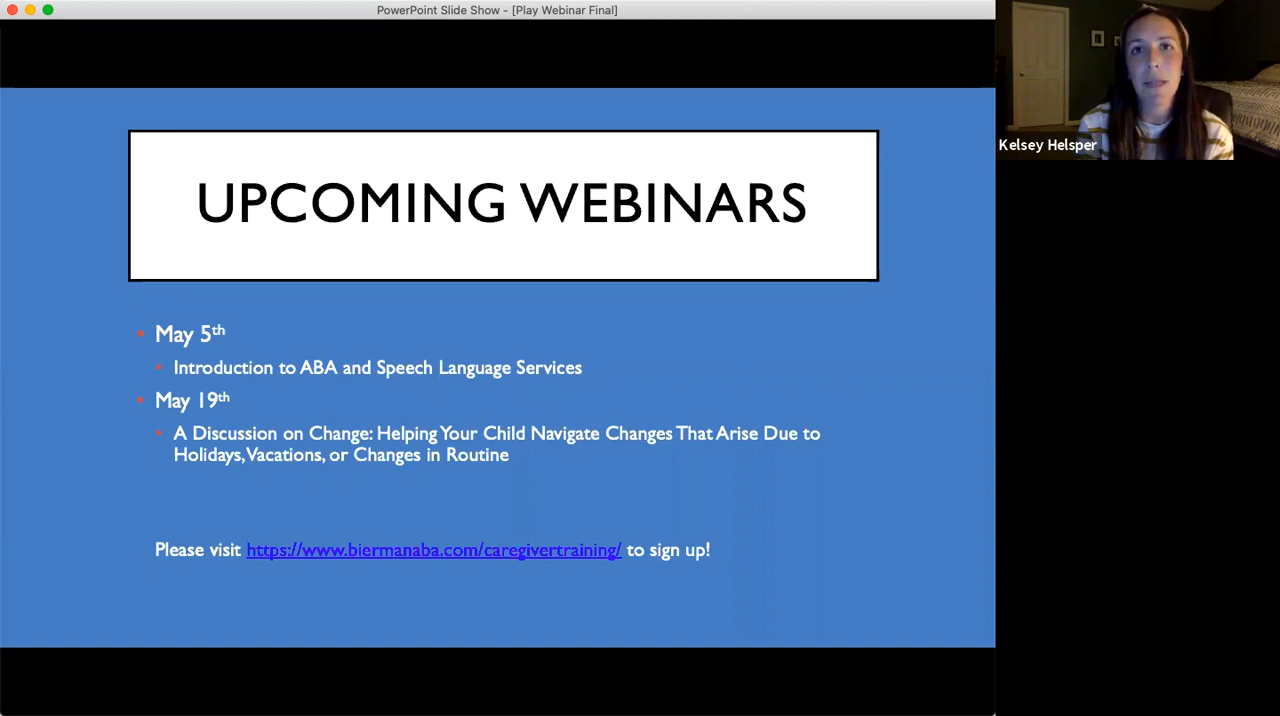 PowerPoint Slide Show - [Play Webinar Final]
Kelsey Helsper
UPCOMING WEBINARS
• May 5th
• Introduction to ABA and Speech Language Services
• May 19th
• A Discussion on Change: Helping Your Child Navigate Changes That Arise Due to
Holidays, Vacations, or Changes in Routine
Please visit https://www.biermanaba.com/caregivertraining/ to sign up!